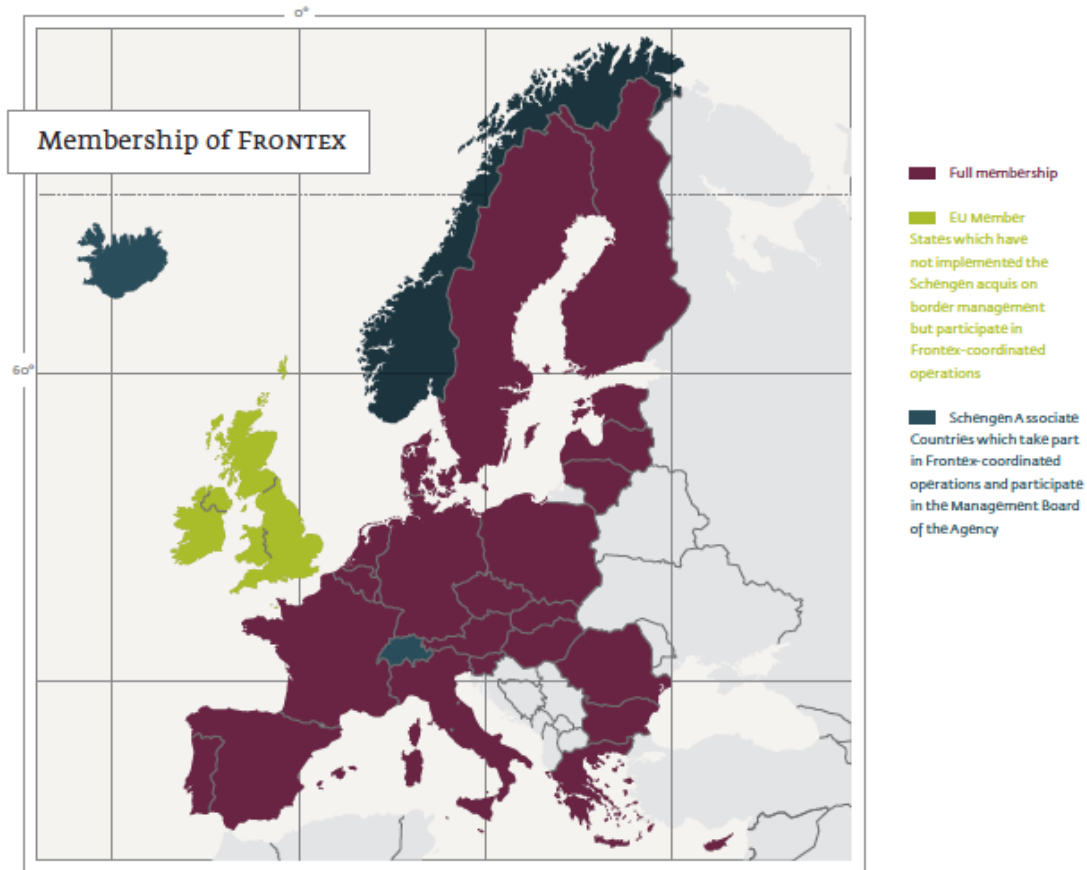 0°
Membership of FRONTEX
60°
Full membership
EU Member
States which have
not implemented the
Schengen acquis on
border management
but participate in
Frontex-coordinated
operations
Schengen Associate
Countries which take part
in Frontex-coordinated
operations and participate
in the Management Board
of the Agency